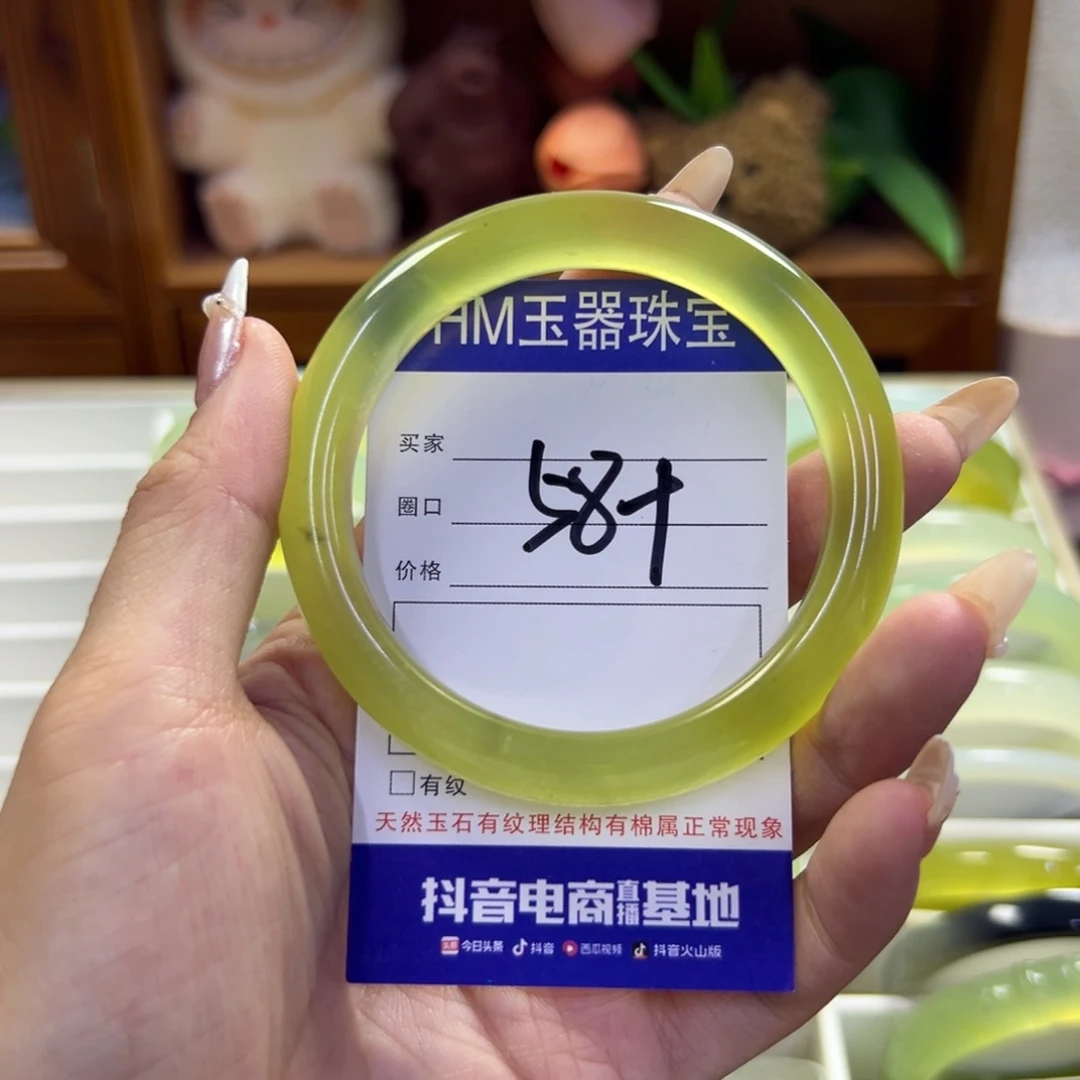 HM玉器珠宝
买家
圈口
58+
价格
有纹
天然玉石有纹理结构有棉属正常现象
抖音电商直播基地
头条 今日头条 抖音 西瓜视频 抖音火山版